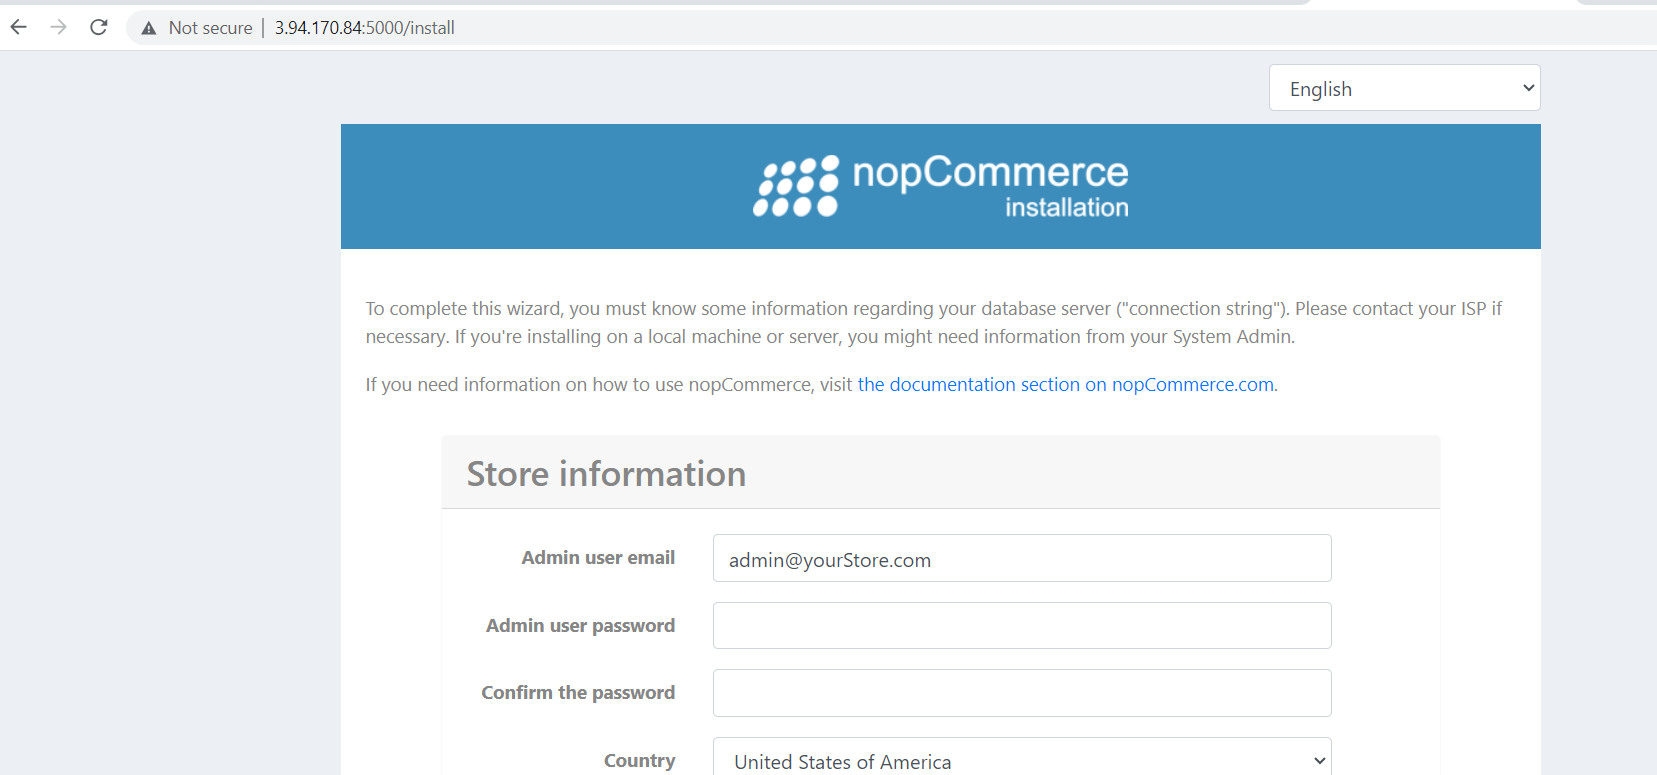 Not secure | 3.94.170.84:5000/install
English
nopCommerce
installation
To complete this wizard, you must know some information regarding your database server ("connection string"). Please contact your ISP if
necessary. If you're installing on a local machine or server, you might need information from your System Admin.
If you need information on how to use nopCommerce, visit the documentation section on nopCommerce.com.
Store information
Admin user email
admin@yourStore.com
Admin user password
Confirm the password
Country
United States of America